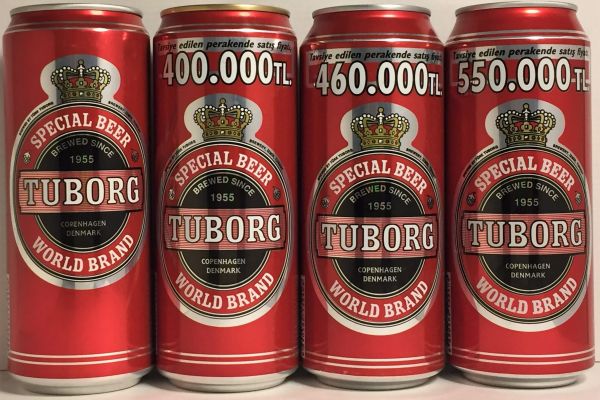 SPECIAL BEER
BREWED SINCE
1955
TUBORG
COPENHAGEN
DENMARK
WORLD BRAND
Tavsiye edilen perakende satış fiyatı,
400.000TL.
SPECIAL BEER
BREWED SINCE
1955
TUBORG
COPENHAGEN
DENMARK
WORLD BRAND
Tavsiye edilen perakende satış fiyatı,
460.000TL.
SPECIAL BEER
BREWED SINCE
1955
TUBORG
COPENHAGEN
DENMARK
WORLD BRAND
Tavsiye edilen perakende satış fiyatı,
550.000TL.
SPECIAL BEER
BREWED SINCE
1955
TUBORG
COPENHAGEN
DENMARK
WORLD BRAND